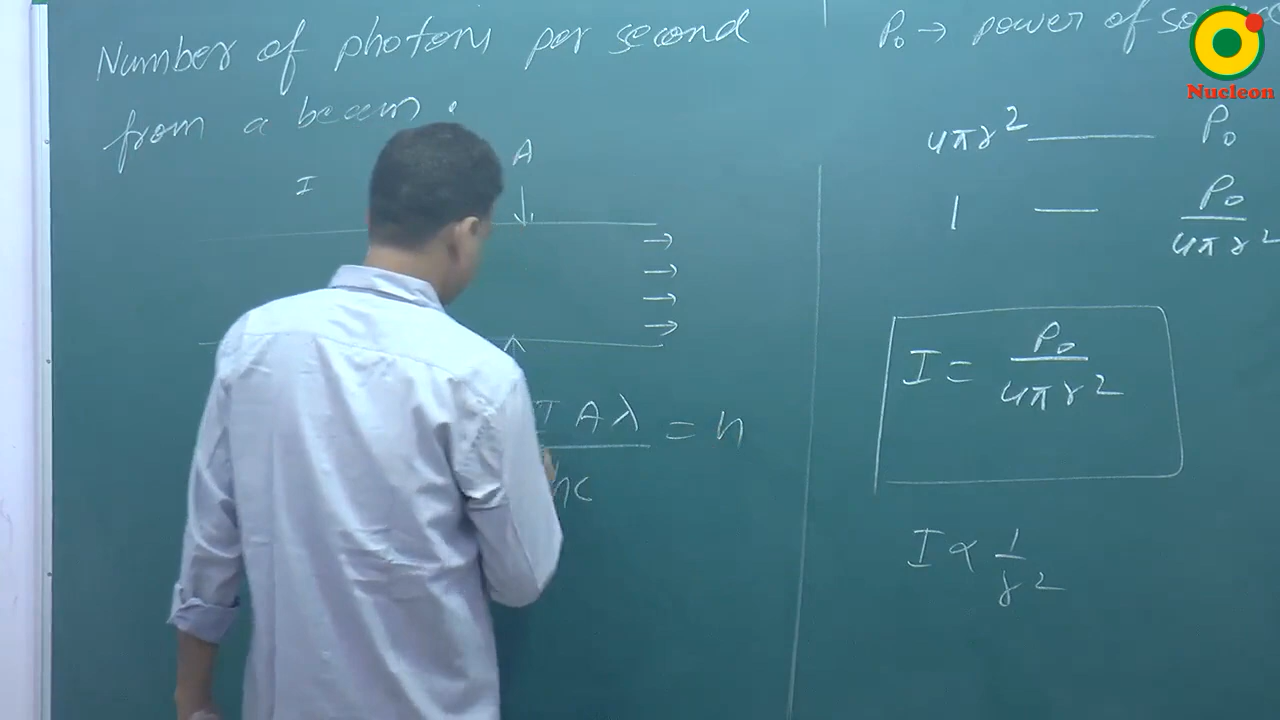 Number of photons per second
from a beam.
A
I
I A λ
hc
= n
P₀ → power of source
4πr² — P₀
1 — P₀/4πr²
I = P₀/4πr²
I ∝ 1/r²
Nucleon